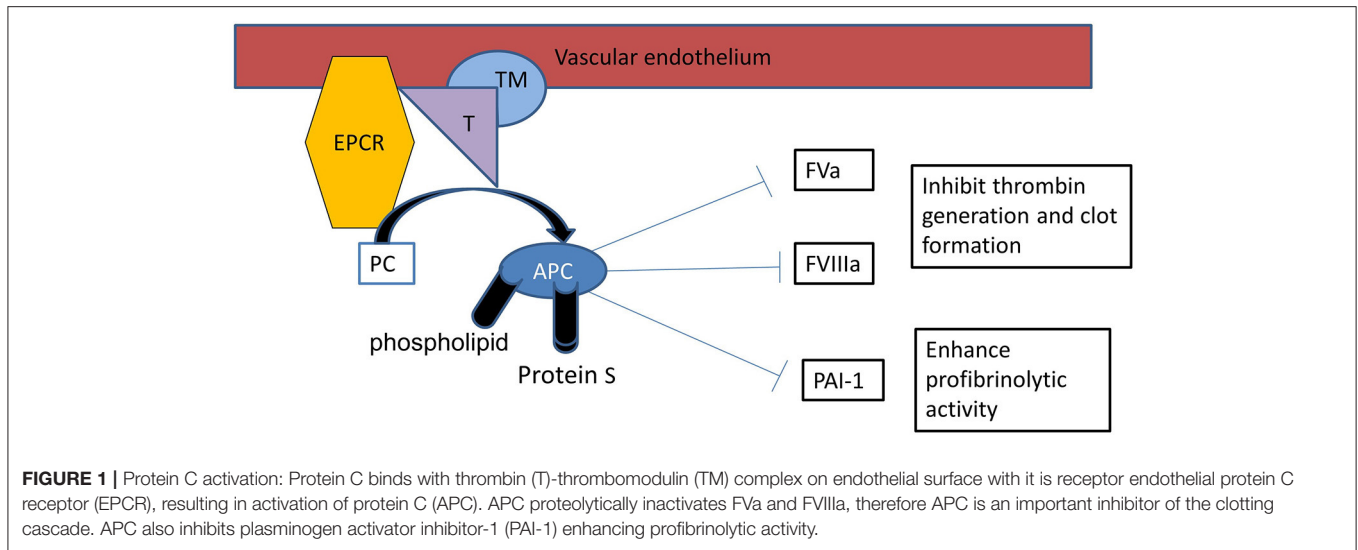 Vascular endothelium
TM
T
EPCR
PC
APC
phospholipid
Protein S
FVa
FVIIIa
PAI-1
Inhibit thrombin
generation and clot
formation
Enhance
profibrinolytic
activity
FIGURE 1 | Protein C activation: Protein C binds with thrombin (T)-thrombomodulin (TM) complex on endothelial surface with it is receptor endothelial protein C
receptor (EPCR), resulting in activation of protein C (APC). APC proteolytically inactivates FVa and FVIIIa, therefore APC is an important inhibitor of the clotting
cascade. APC also inhibits plasminogen activator inhibitor-1 (PAI-1) enhancing profibrinolytic activity.